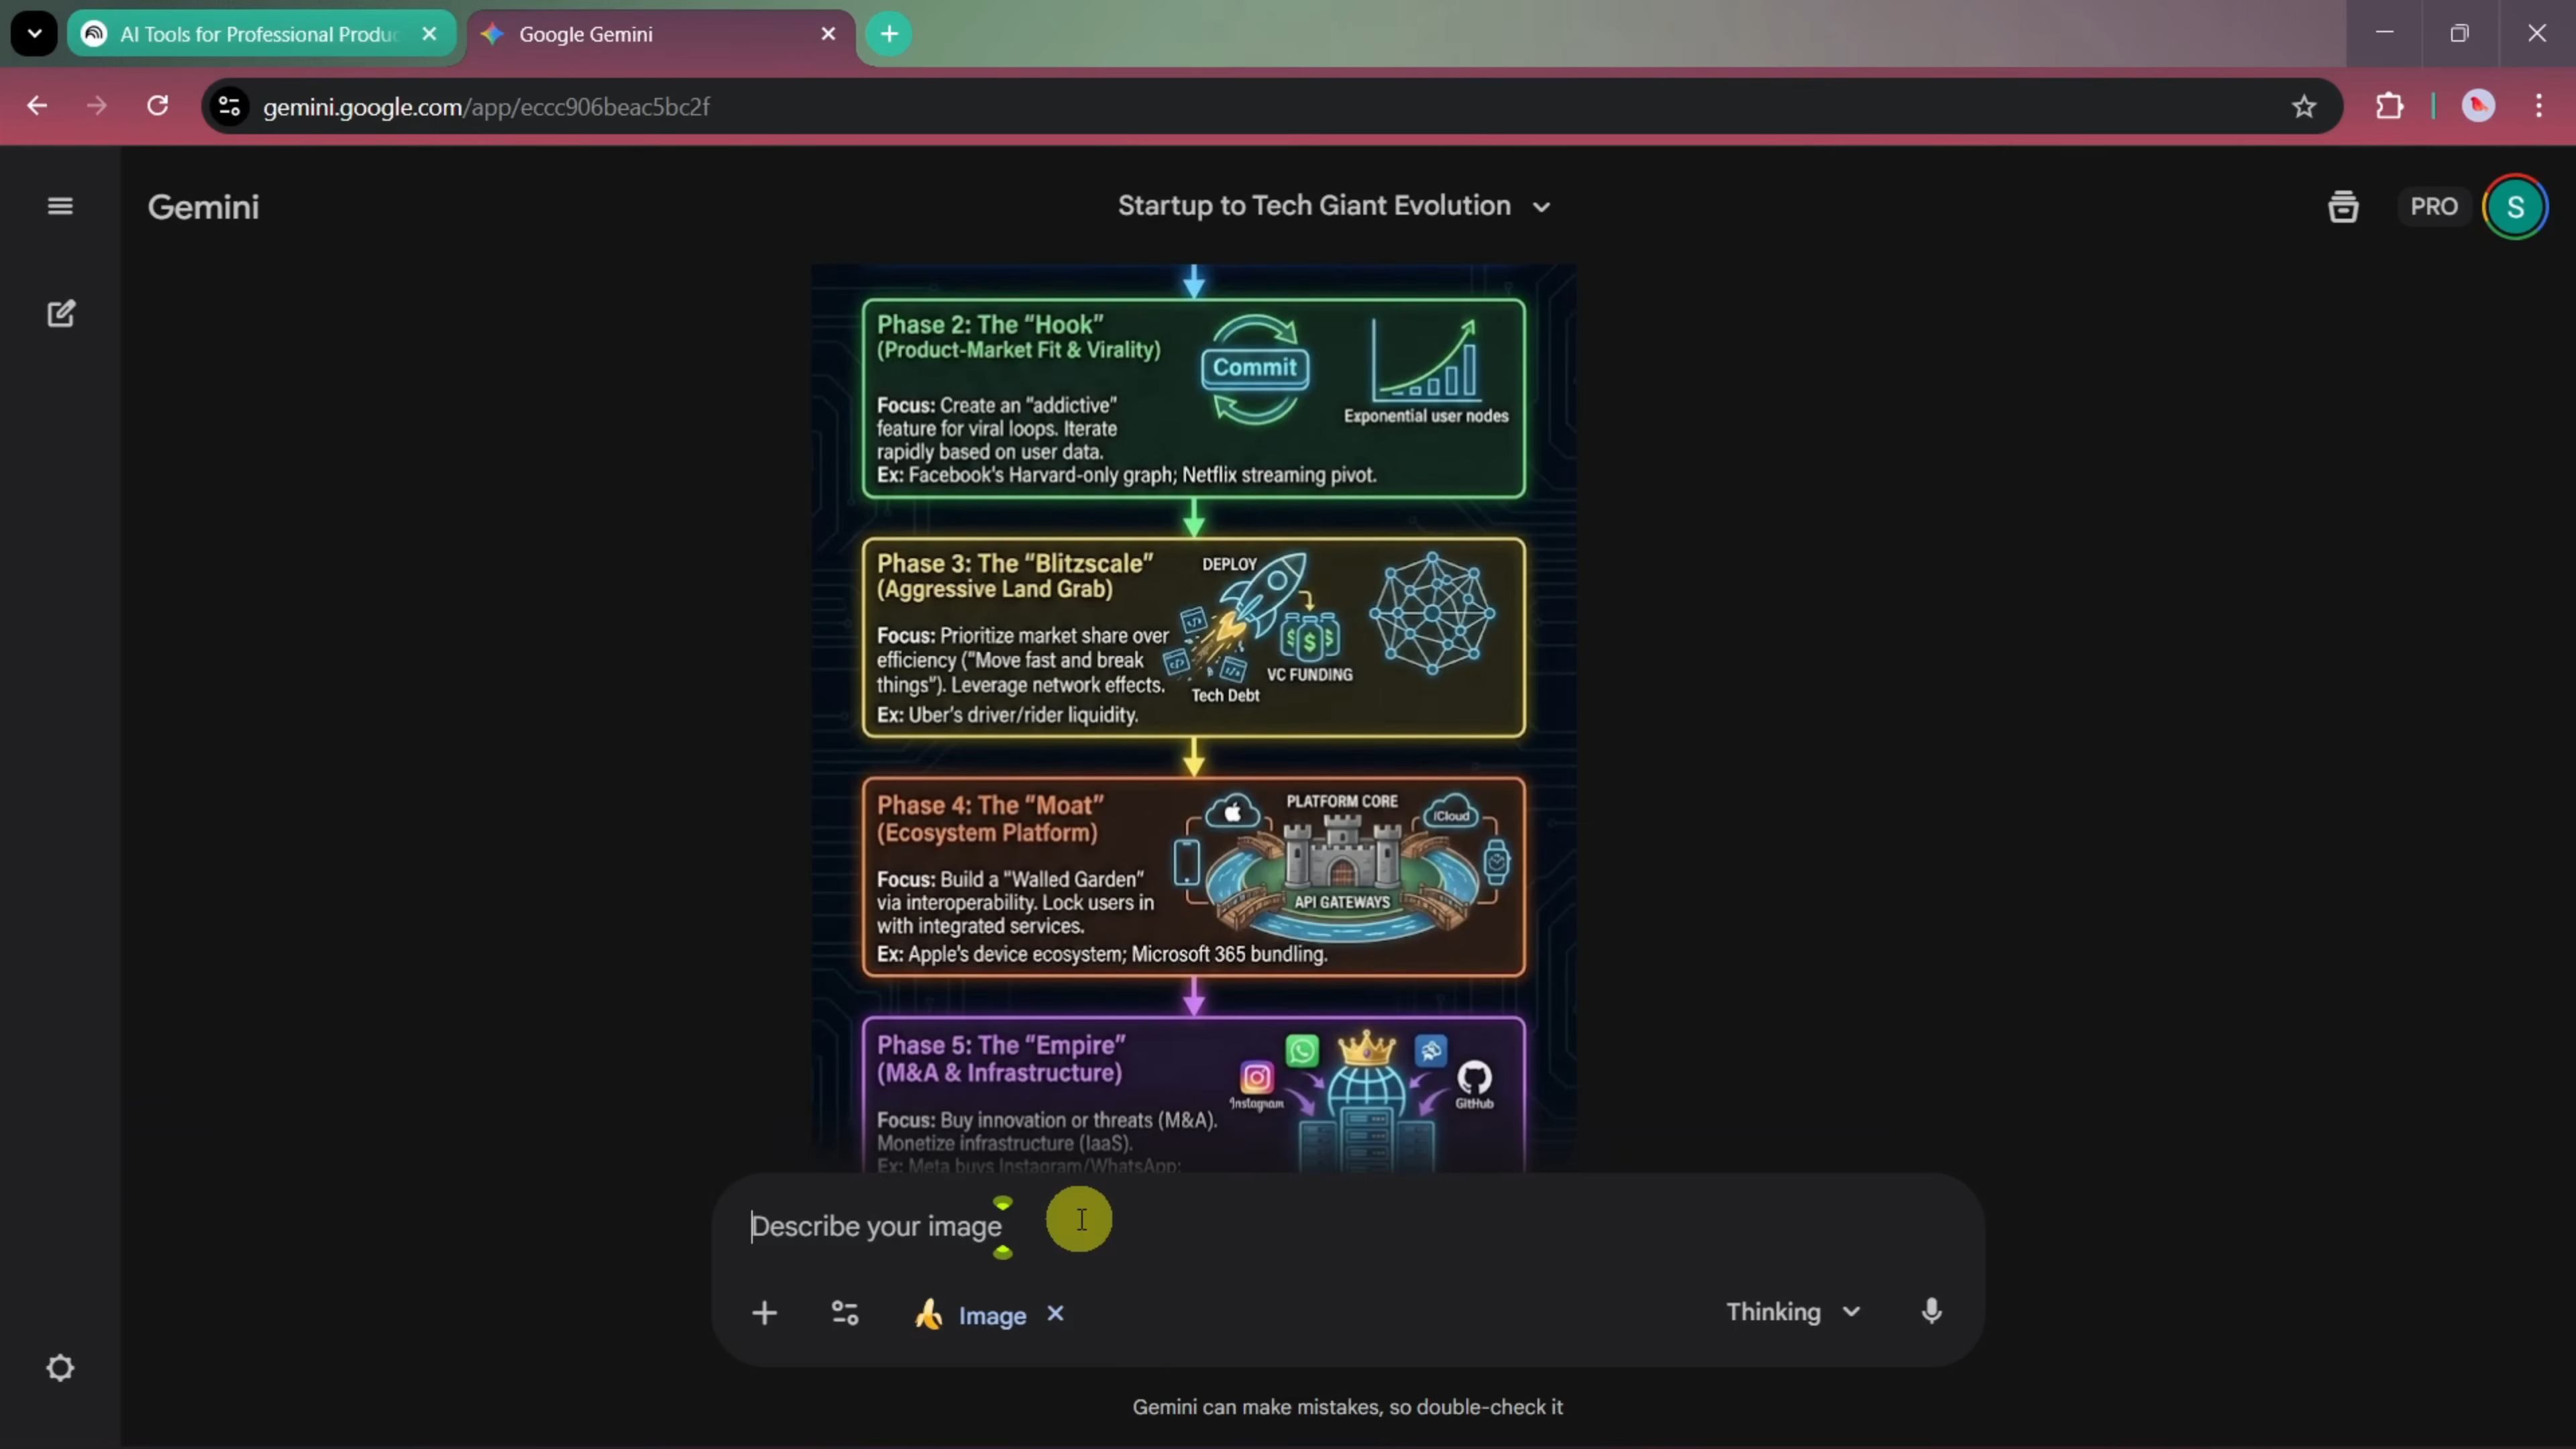 AI Tools for Professional Produc
Google Gemini
gemini.google.com/app/eccc906beac5bc2f
Gemini
Startup to Tech Giant Evolution
PRO
S
Phase 2: The “Hook”
(Product-Market Fit & Virality)
Commit
Exponential user nodes
Focus: Create an “addictive”
feature for viral loops. Iterate
rapidly based on user data.
Ex: Facebook's Harvard-only graph; Netflix streaming pivot.
Phase 3: The “Blitzscale”
(Aggressive Land Grab)
DEPLOY
VC FUNDING
Tech Debt
Focus: Prioritize market share over
efficiency (“Move fast and break
things”). Leverage network effects.
Ex: Uber's driver/rider liquidity.
Phase 4: The “Moat”
(Ecosystem Platform)
PLATFORM CORE
iCloud
API GATEWAYS
Focus: Build a “Walled Garden”
via interoperability. Lock users in
with integrated services.
Ex: Apple's device ecosystem; Microsoft 365 bundling.
Phase 5: The “Empire”
(M&A & Infrastructure)
Instagram
GitHub
Focus: Buy innovation or threats (M&A).
Monetize infrastructure (IaaS).
Ex: Meta buys Instagram/WhatsApp;
Describe your image
Image
Thinking
Gemini can make mistakes, so double-check it